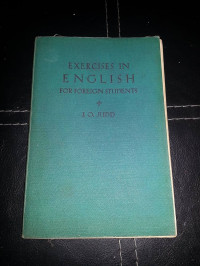 EXERCISES IN
ENGLISH
FOR FOREIGN STUDENTS